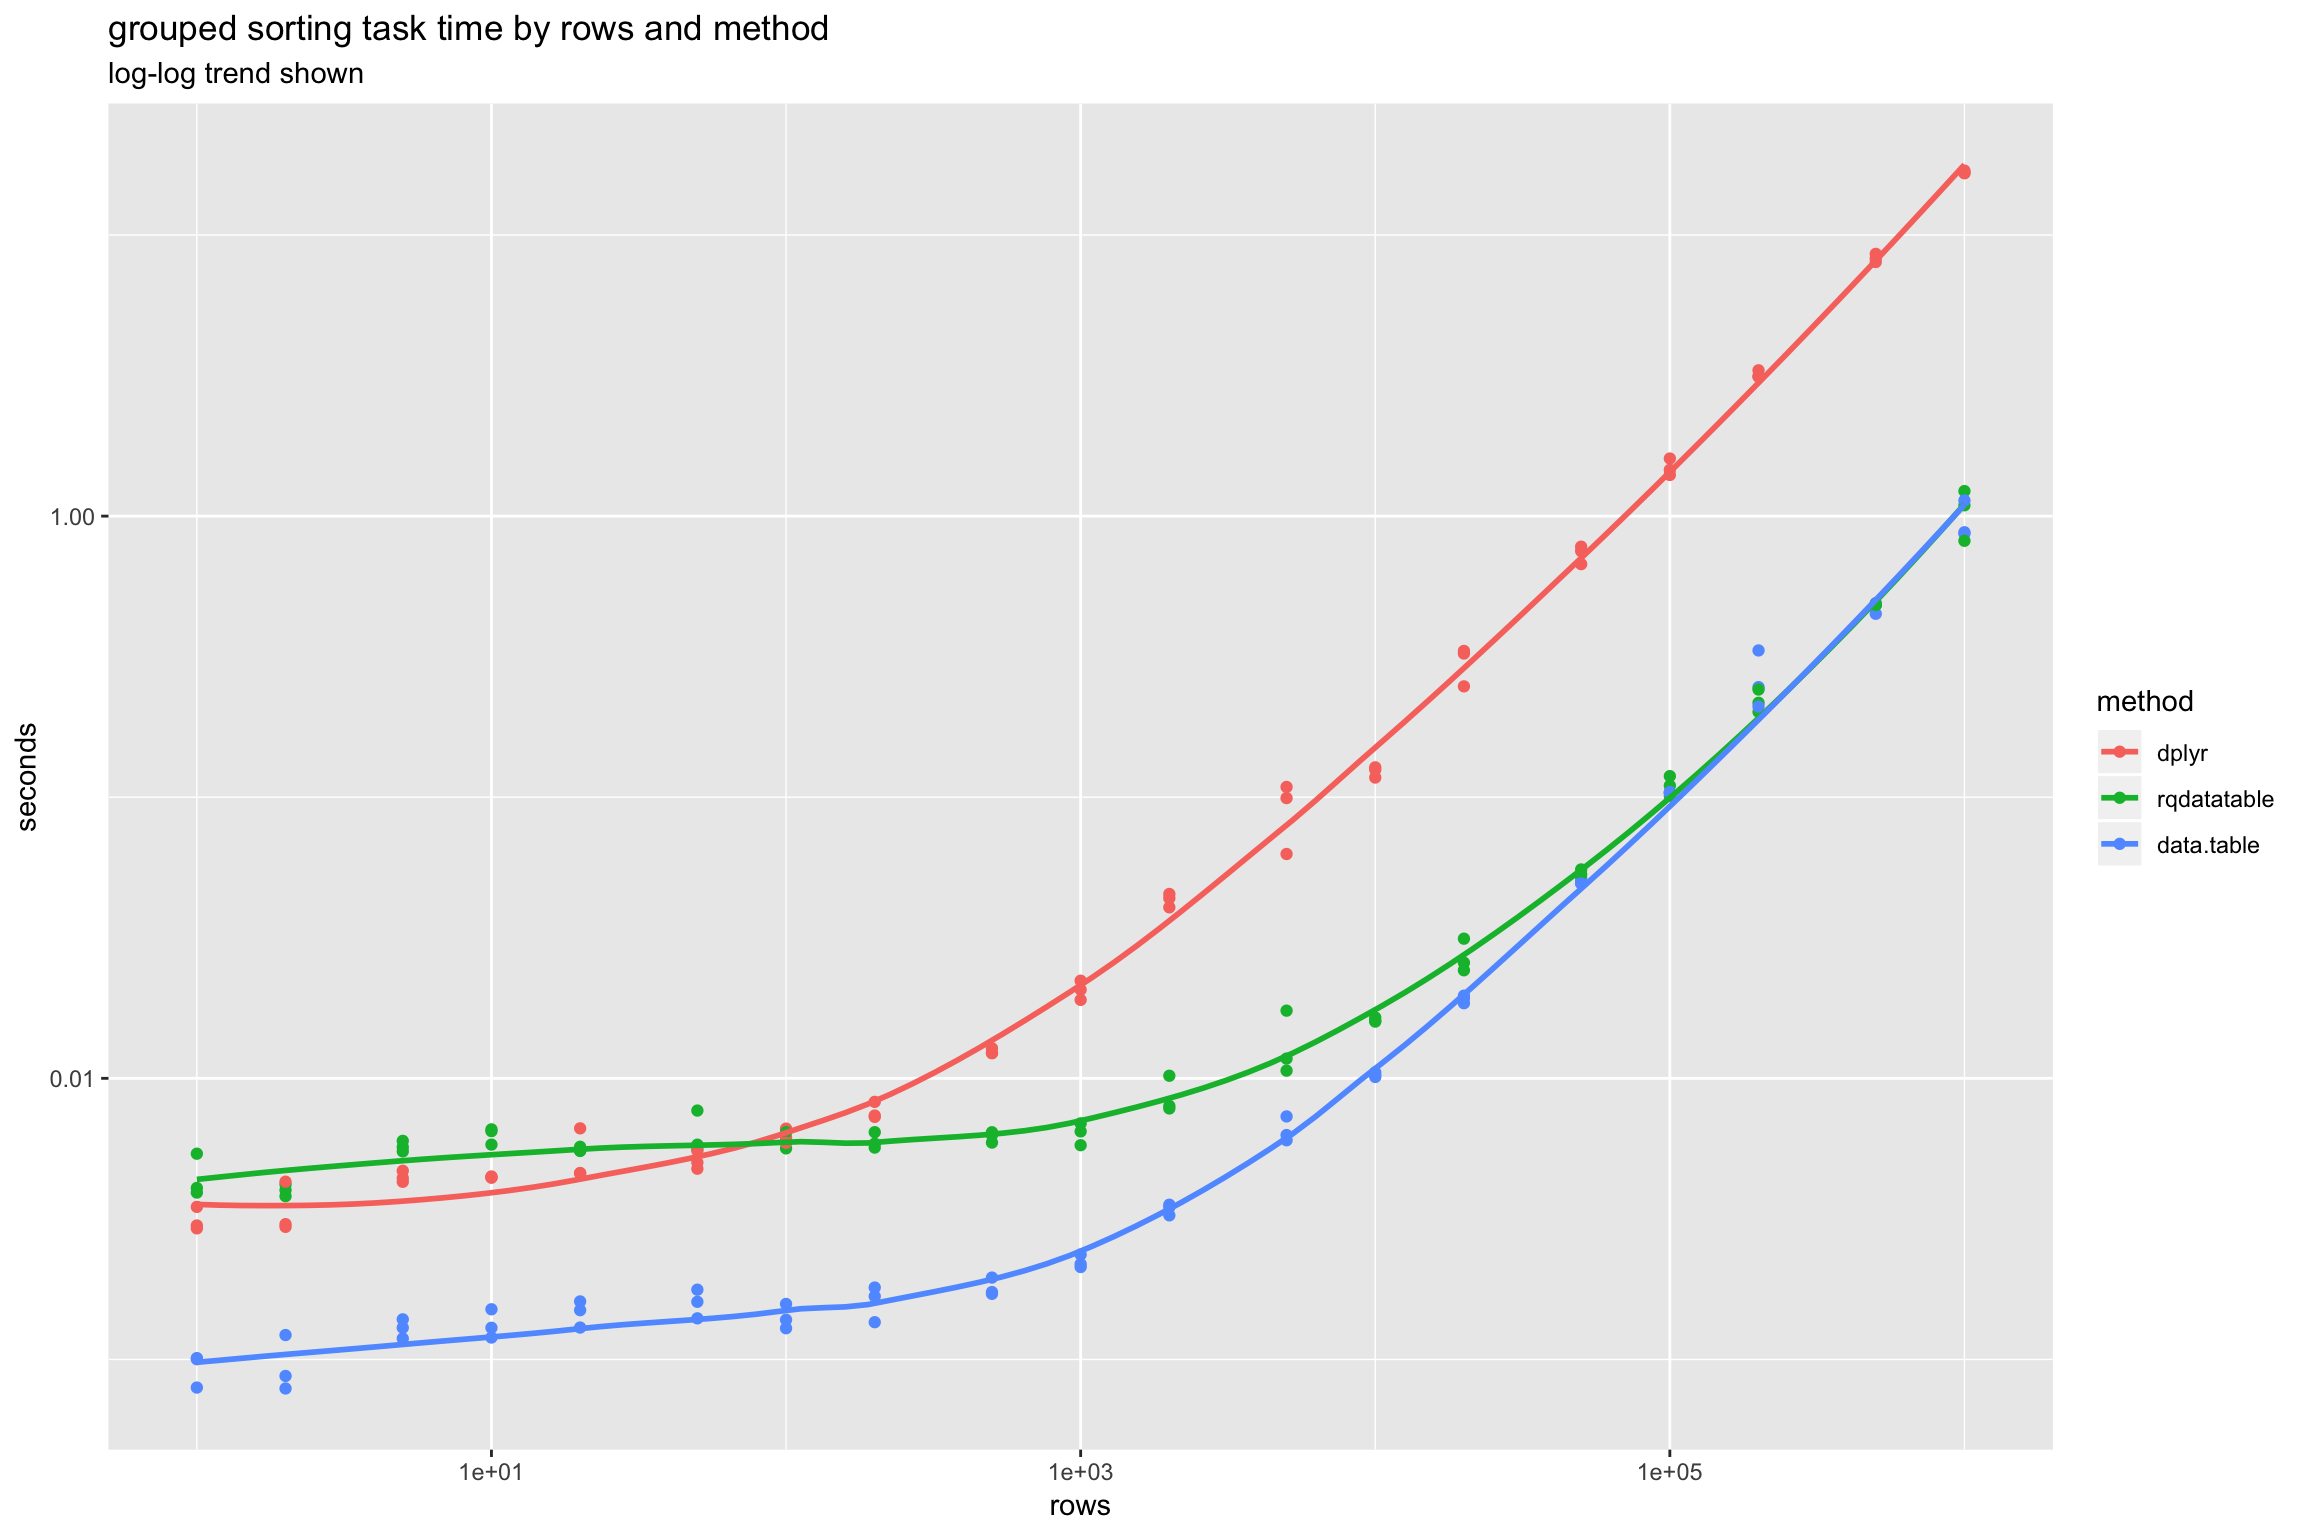 grouped sorting task time by rows and method
log-log trend shown
seconds
1.00
0.01
1e+01
1e+03
1e+05
rows
method
dplyr
rqdatatable
data.table